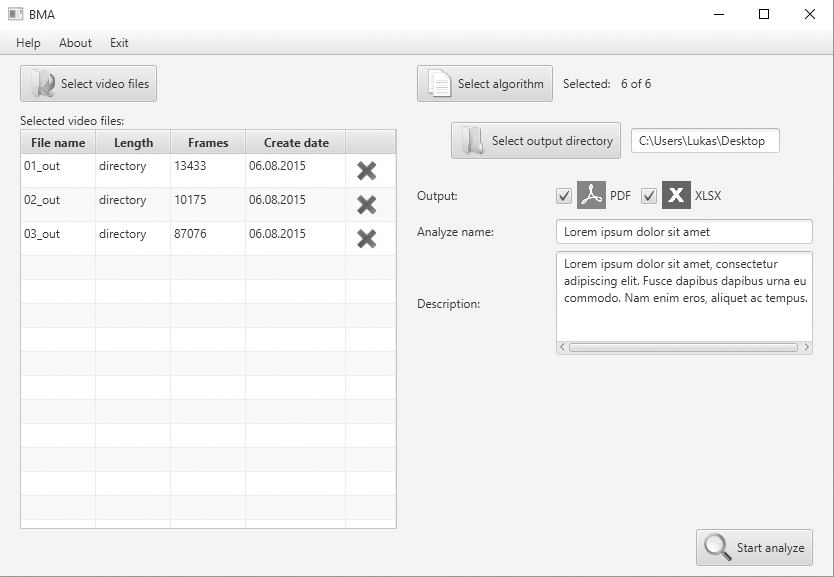 BMA
Help About Exit
Select video files
Selected video files:
File name Length Frames Create date
01_out directory 13433 06.08.2015
02_out directory 10175 06.08.2015
03_out directory 87076 06.08.2015
Select algorithm Selected: 6 of 6
Select output directory C:\Users\Lukas\Desktop
Output: PDF X XLSX
Analyze name: Lorem ipsum dolor sit amet
Description:
Lorem ipsum dolor sit amet, consectetur
adipiscing elit. Fusce dapibus dapibus urna eu
commodo. Nam enim eros, aliquet ac tempus.
Start analyze